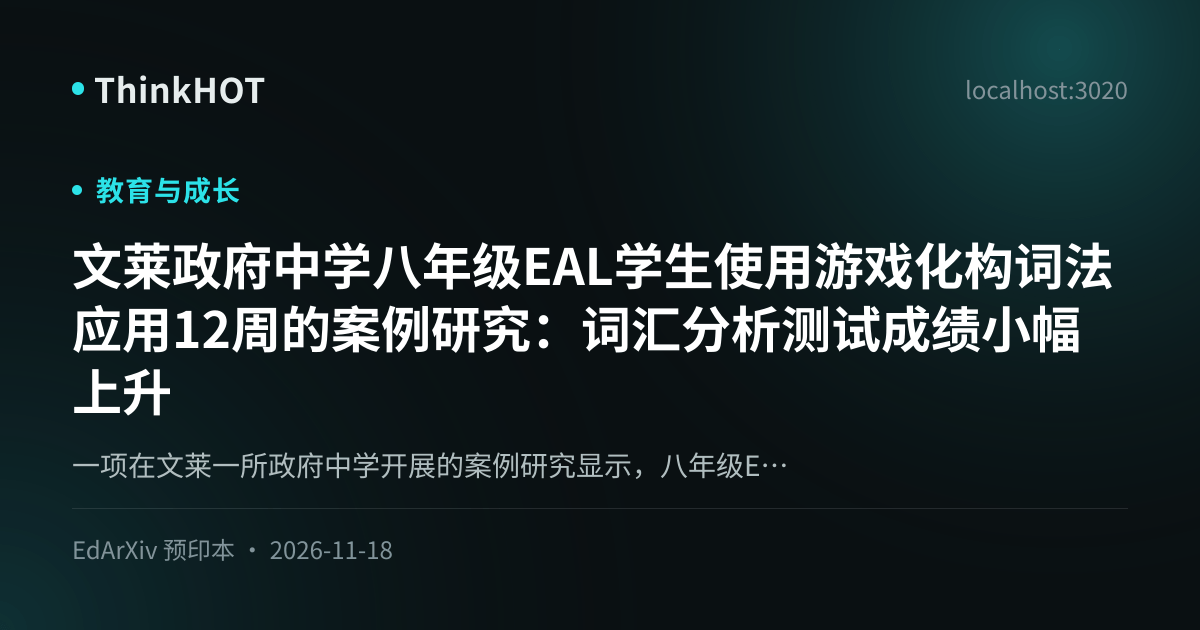 ThinkHOT
localhost:3020
教育与成长
文莱政府中学八年级EAL学生使用游戏化构词法
应用12周的案例研究：词汇分析测试成绩小幅
上升
一项在文莱一所政府中学开展的案例研究显示，八年级E…
EdArXiv 预印本 · 2026-11-18